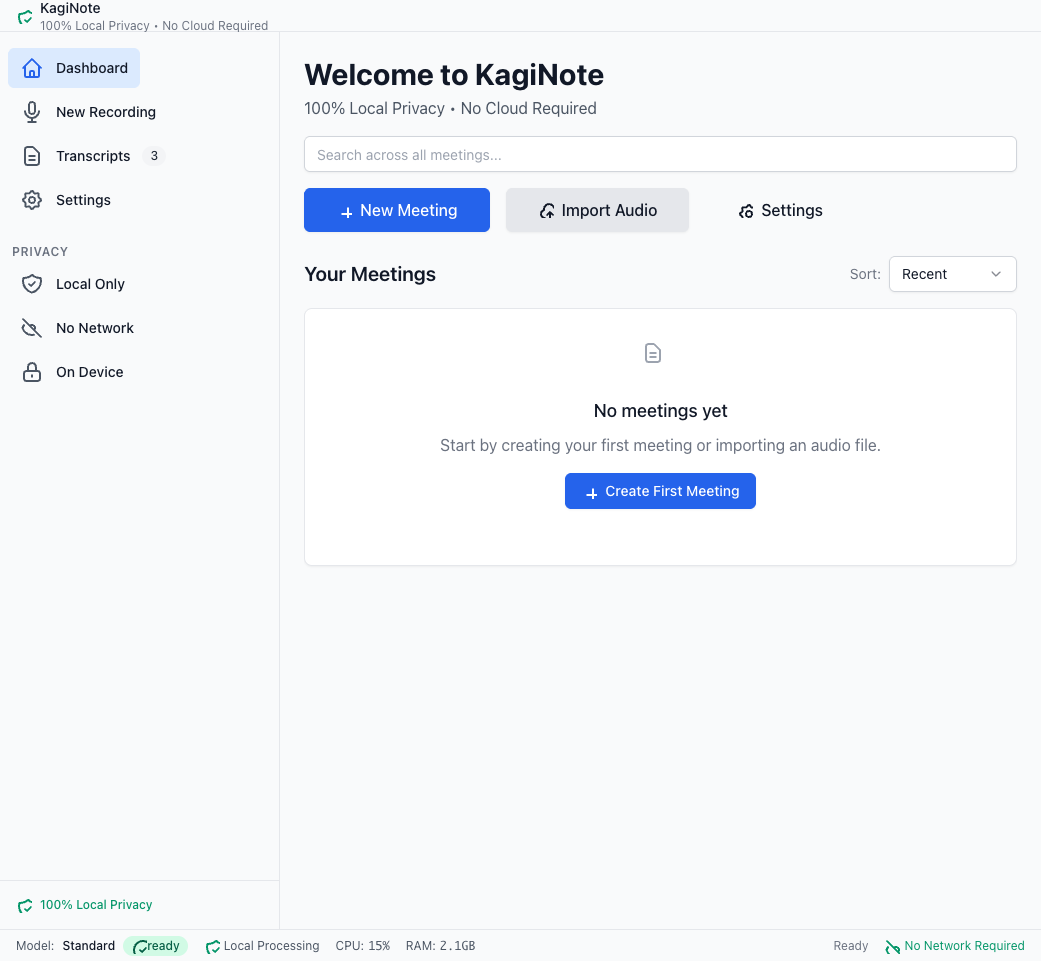 KagiNote
100% Local Privacy • No Cloud Required
Dashboard
New Recording
Transcripts 3
Settings
PRIVACY
Local Only
No Network
On Device
100% Local Privacy
Welcome to KagiNote
100% Local Privacy • No Cloud Required
Search across all meetings...
New Meeting Import Audio Settings
Your Meetings Sort: Recent
No meetings yet
Start by creating your first meeting or importing an audio file.
Create First Meeting
Model: Standard ready Local Processing CPU: 15% RAM: 2.1GB Ready No Network Required